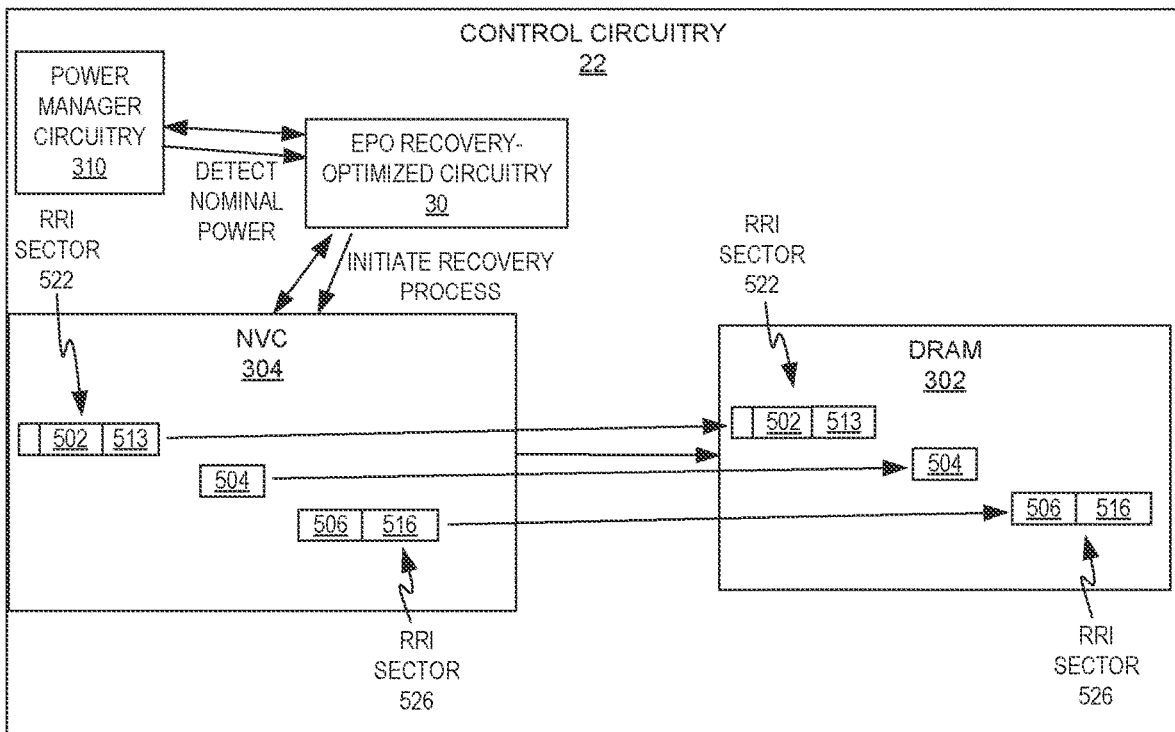 CONTROL CIRCUITRY
22
POWER
MANAGER
CIRCUITRY
310
EPO RECOVERY-
OPTIMIZED CIRCUITRY
30
DETECT
NOMINAL
POWER
RRI
SECTOR
522
INITIATE RECOVERY
PROCESS
RRI
SECTOR
522
NVC
304
DRAM
302
502 513
502 513
504
504
506 516
506 516
RRI
SECTOR
526
RRI
SECTOR
526